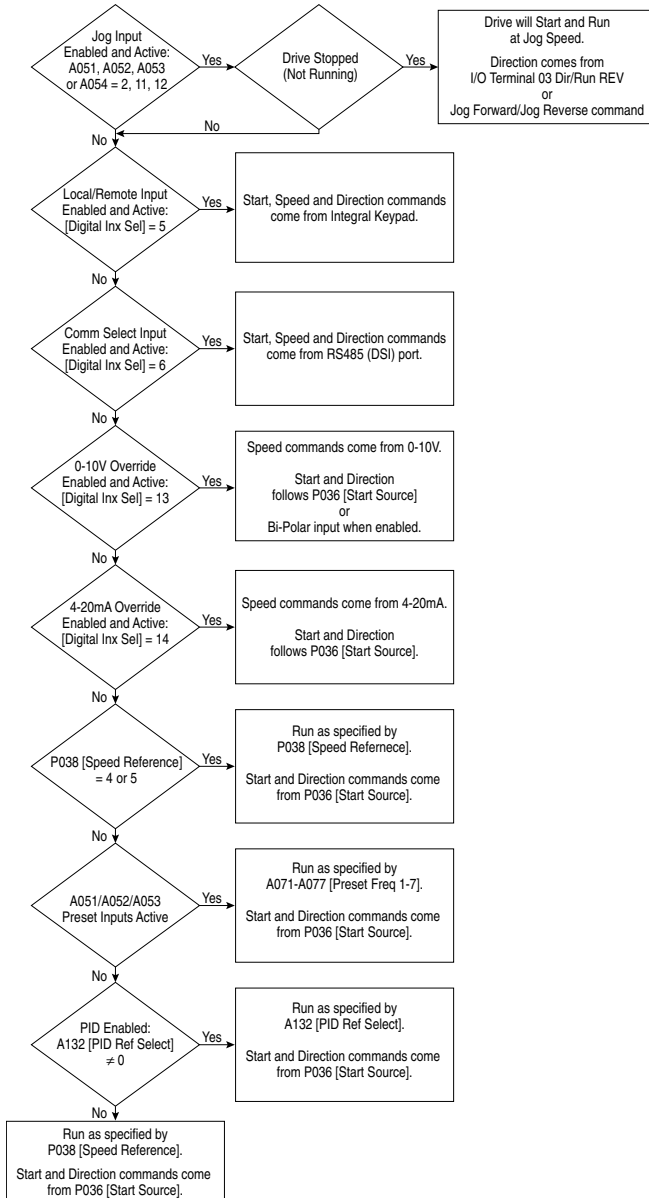 Jog Input
Enabled and Active:
A051, A052, A053
or A054 = 2, 11, 12
Yes
Drive Stopped
(Not Running)
Yes
Drive will Start and Run
at Jog Speed.
Direction comes from
I/O Terminal 03 Dir/Run REV
or
Jog Forward/Jog Reverse command
No
No
Local/Remote Input
Enabled and Active:
[Digital Inx Sel] = 5
Yes
Start, Speed and Direction commands
come from Integral Keypad.
No
Comm Select Input
Enabled and Active:
[Digital Inx Sel] = 6
Yes
Start, Speed and Direction commands
come from RS485 (DSI) port.
No
0-10V Override
Enabled and Active:
[Digital Inx Sel] = 13
Yes
Speed commands come from 0-10V.
Start and Direction
follows P036 [Start Source]
or
Bi-Polar input when enabled.
No
4-20mA Override
Enabled and Active:
[Digital Inx Sel] = 14
Yes
Speed commands come from 4-20mA.
Start and Direction
follows P036 [Start Source].
No
P038 [Speed Reference]
= 4 or 5
Yes
Run as specified by
P038 [Speed Refernece].
Start and Direction commands come
from P036 [Start Source].
No
A051/A052/A053
Preset Inputs Active
Yes
Run as specified by
A071-A077 [Preset Freq 1-7].
Start and Direction commands come
from P036 [Start Source].
No
PID Enabled:
A132 [PID Ref Select]
≠ 0
Yes
Run as specified by
A132 [PID Ref Select].
Start and Direction commands come
from P036 [Start Source].
No
Run as specified by
P038 [Speed Reference].
Start and Direction commands come
from P036 [Start Source].